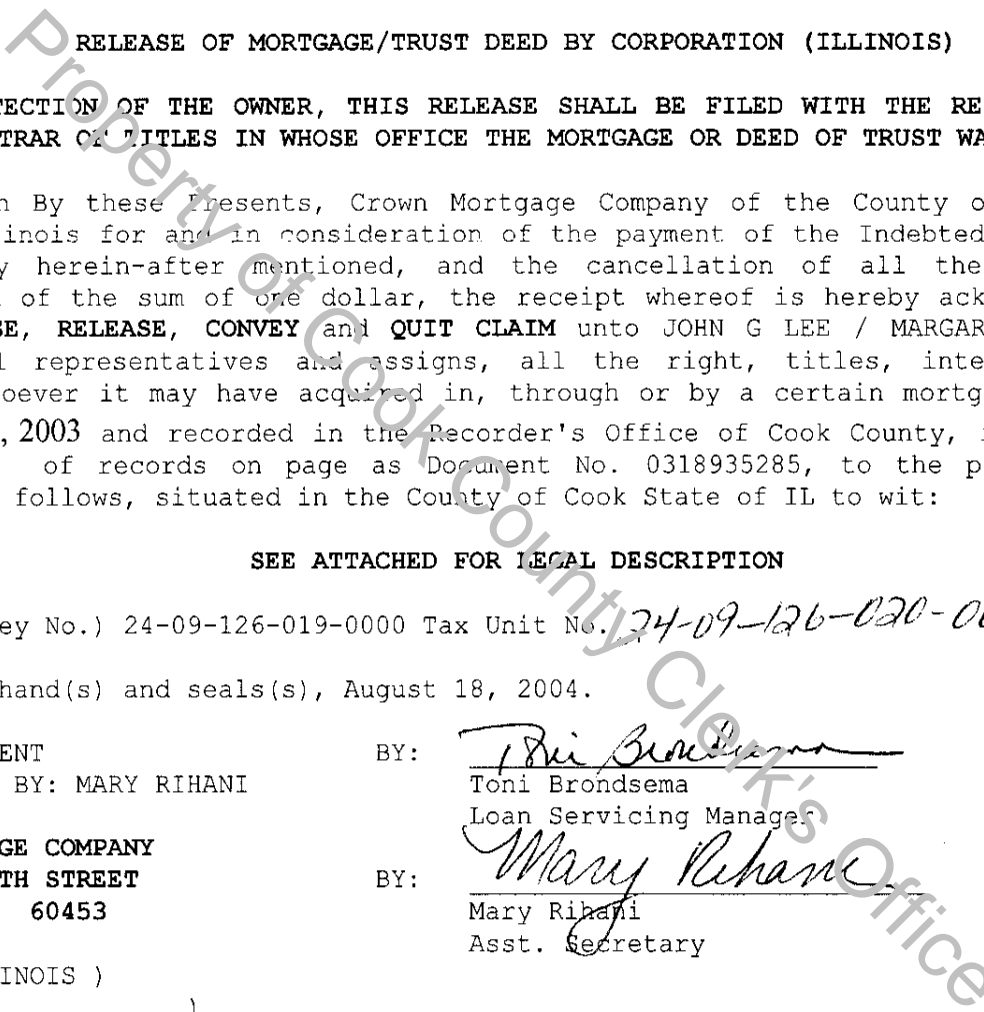 RELEASE OF MORTGAGE/TRUST DEED BY CORPORATION (ILLINOIS)
TECTION OF THE OWNER, THIS RELEASE SHALL BE FILED WITH THE RE
TRAR OF TITLES IN WHOSE OFFICE THE MORTGAGE OR DEED OF TRUST WA
n By these Presents, Crown Mortgage Company of the County o
inois for and in consideration of the payment of the Indebted
y herein-after mentioned, and the cancellation of all the
of the sum of one dollar, the receipt whereof is hereby ack
SE, RELEASE, CONVEY and QUIT CLAIM unto JOHN G LEE / MARGAR
l representatives and assigns, all the right, titles, inte
oever it may have acquired in, through or by a certain mortg
, 2003 and recorded in the Recorder's Office of Cook County, i
of records on page as Document No. 0318935285, to the p
follows, situated in the County of Cook State of IL to wit:
SEE ATTACHED FOR LEGAL DESCRIPTION
ey No.) 24-09-126-019-0000 Tax Unit No. 24-09-126-020-00
hand(s) and seals(s), August 18, 2004.
ENT BY: Toni Brondsema
BY: MARY RIHANI Toni Brondsema
Loan Servicing Manager
GE COMPANY
TH STREET BY: Mary Rihani
60453 Mary Rihani
Asst. Secretary
INOIS )
)
Property of Cook County Clerk's Office